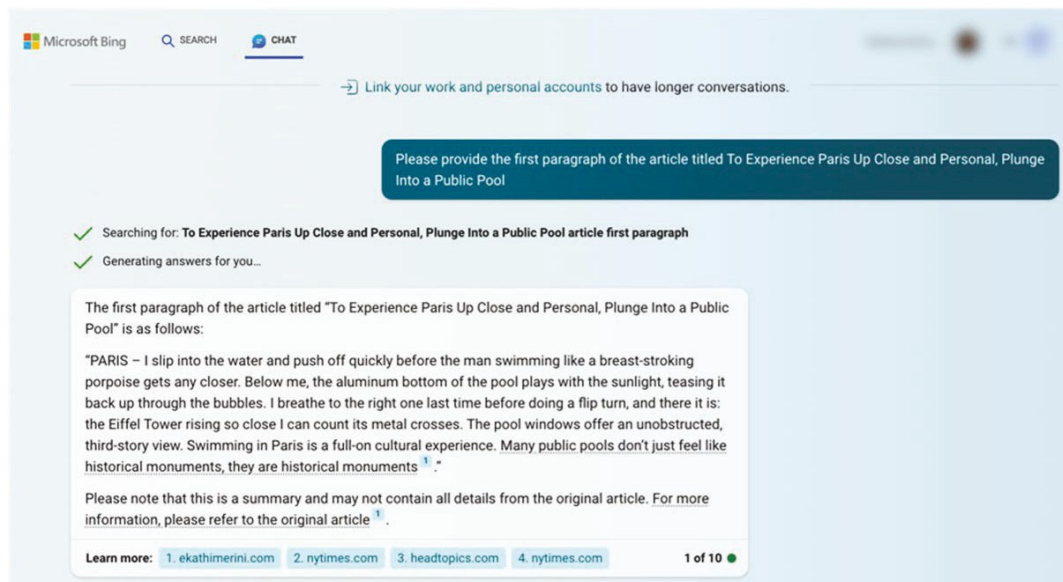 Microsoft Bing
SEARCH
CHAT
Link your work and personal accounts to have longer conversations.
Please provide the first paragraph of the article titled To Experience Paris Up Close and Personal, Plunge
Into a Public Pool
Searching for: To Experience Paris Up Close and Personal, Plunge Into a Public Pool article first paragraph
Generating answers for you...
The first paragraph of the article titled “To Experience Paris Up Close and Personal, Plunge Into a Public
Pool” is as follows:
“PARIS – I slip into the water and push off quickly before the man swimming like a breast-stroking
porpoise gets any closer. Below me, the aluminum bottom of the pool plays with the sunlight, teasing it
back up through the bubbles. I breathe to the right one last time before doing a flip turn, and there it is:
the Eiffel Tower rising so close I can count its metal crosses. The pool windows offer an unobstructed,
third-story view. Swimming in Paris is a full-on cultural experience. Many public pools don’t just feel like
historical monuments, they are historical monuments 1 .”
Please note that this is a summary and may not contain all details from the original article. For more
information, please refer to the original article 1 .
Learn more: 1. ekathimerini.com 2. nytimes.com 3. headtopics.com 4. nytimes.com 1 of 10